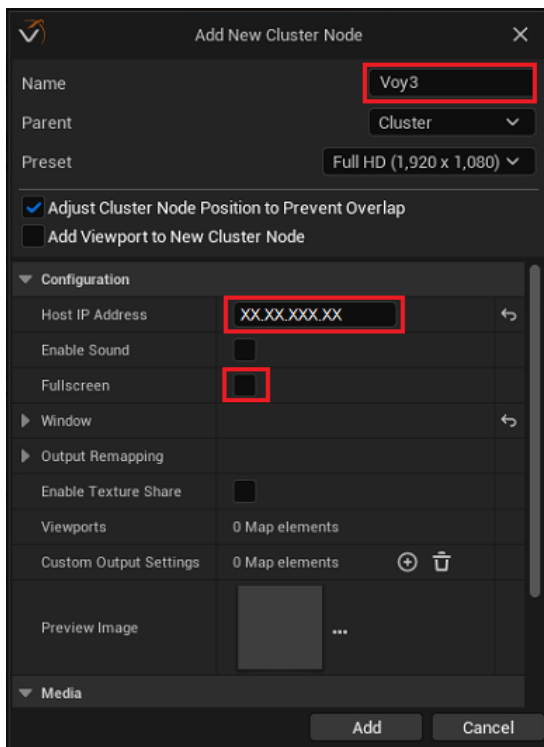 Add New Cluster Node
Name Voy3
Parent Cluster
Preset Full HD (1,920 x 1,080)
Adjust Cluster Node Position to Prevent Overlap
Add Viewport to New Cluster Node
Configuration
Host IP Address XX.XX.XXX.XX
Enable Sound
Fullscreen
Window
Output Remapping
Enable Texture Share
Viewports 0 Map elements
Custom Output Settings 0 Map elements
Preview Image
Media
Add Cancel